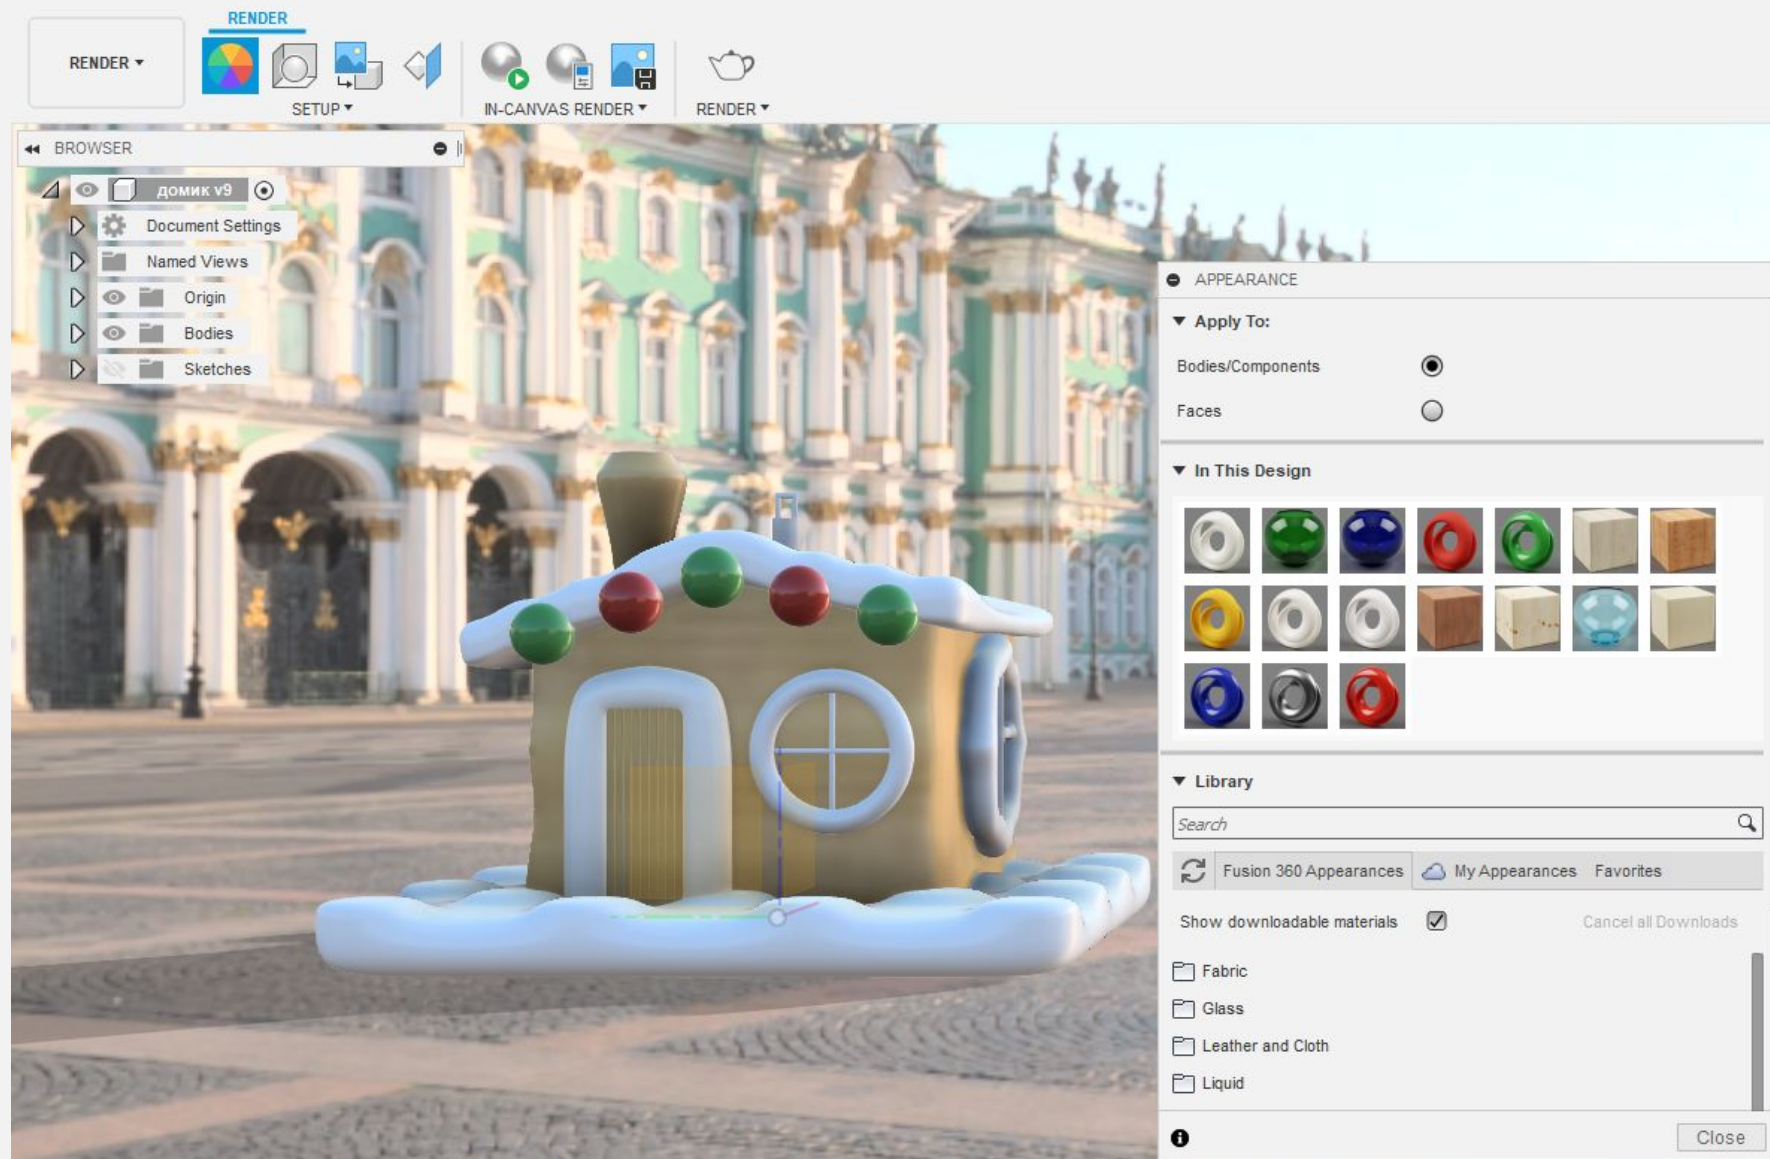 RENDER
RENDER
SETUP
IN-CANVAS RENDER
RENDER
BROWSER
домик v9
Document Settings
Named Views
Origin
Bodies
Sketches
APPEARANCE
Apply To:
Bodies/Components
Faces
In This Design
Library
Search
Fusion 360 Appearances
My Appearances
Favorites
Show downloadable materials
Cancel all Downloads
Fabric
Glass
Leather and Cloth
Liquid
Close